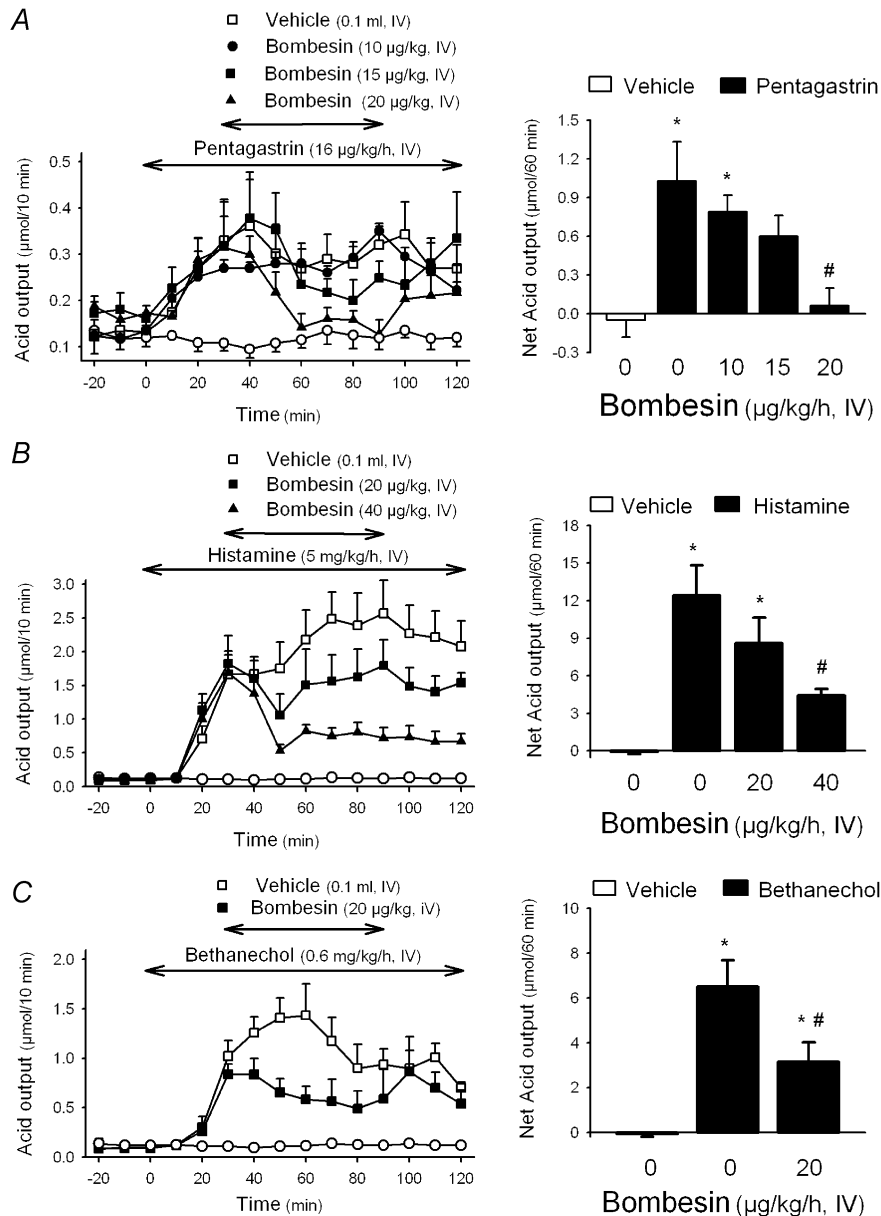 A
Vehicle (0.1 ml, IV)
Bombesin (10 µg/kg, IV)
Bombesin (15 µg/kg, IV)
Bombesin (20 µg/kg, IV)
Pentagastrin (16 µg/kg/h, IV)
Acid output (µmol/10 min)
0.5
0.4
0.3
0.2
0.1
-20 0 20 40 60 80 100 120
Time (min)
Vehicle Pentagastrin
Net Acid output (µmol/60 min)
1.5
1.2
0.9
0.6
0.3
0.0
-0.3
* * #
0 0 10 15 20
Bombesin (µg/kg/h, IV)
B
Vehicle (0.1 ml, IV)
Bombesin (20 µg/kg, IV)
Bombesin (40 µg/kg, IV)
Histamine (5 mg/kg/h, IV)
Acid output (µmol/10 min)
3.0
2.5
2.0
1.5
1.0
0.5
0.0
-20 0 20 40 60 80 100 120
Time (min)
Vehicle Histamine
Net Acid output (µmol/60 min)
18
15
12
9
6
3
0
* * #
0 0 20 40
Bombesin (µg/kg/h, IV)
C
Vehicle (0.1 ml, IV)
Bombesin (20 µg/kg, iV)
Bethanechol (0.6 mg/kg/h, IV)
Acid output (µmol/10 min)
2.0
1.5
1.0
0.5
0.0
-20 0 20 40 60 80 100 120
Time (min)
Vehicle Bethanechol
Net Acid output (µmol/60 min)
10
8
6
4
2
0
* * #
0 0 20
Bombesin (µg/kg/h, IV)